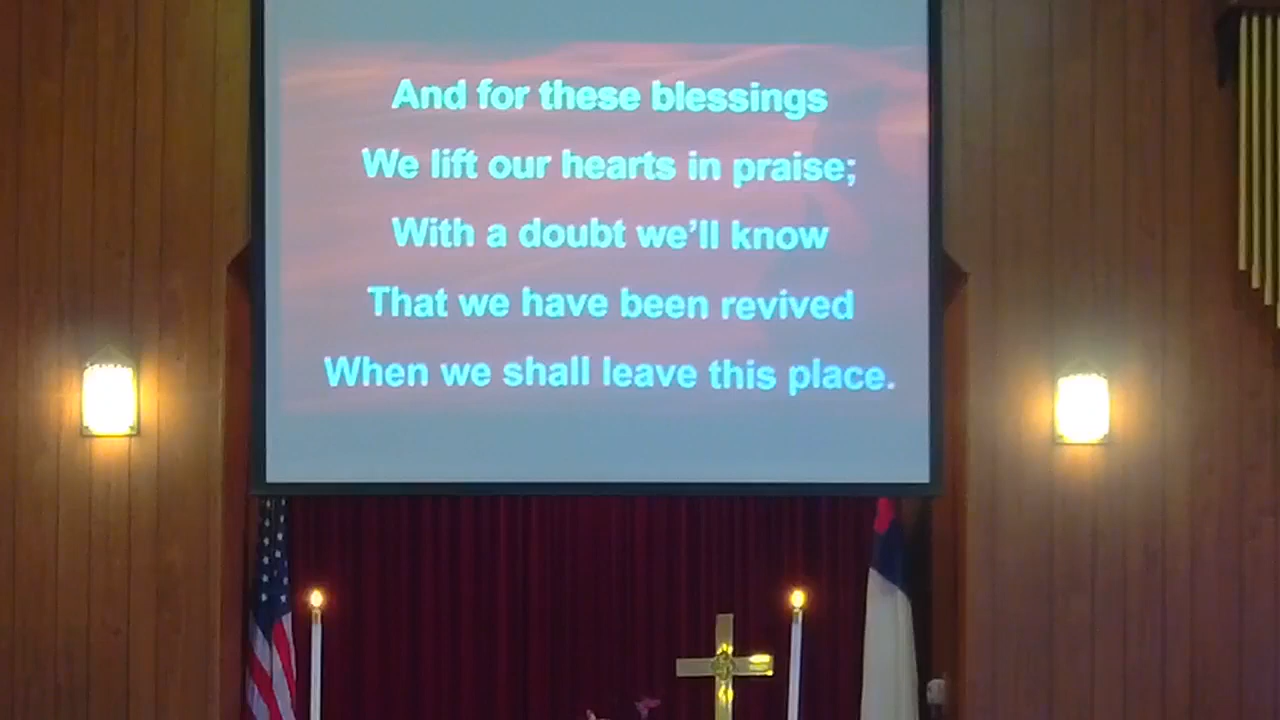 And for these blessings
We lift our hearts in praise;
With a doubt we’ll know
That we have been revived
When we shall leave this place.